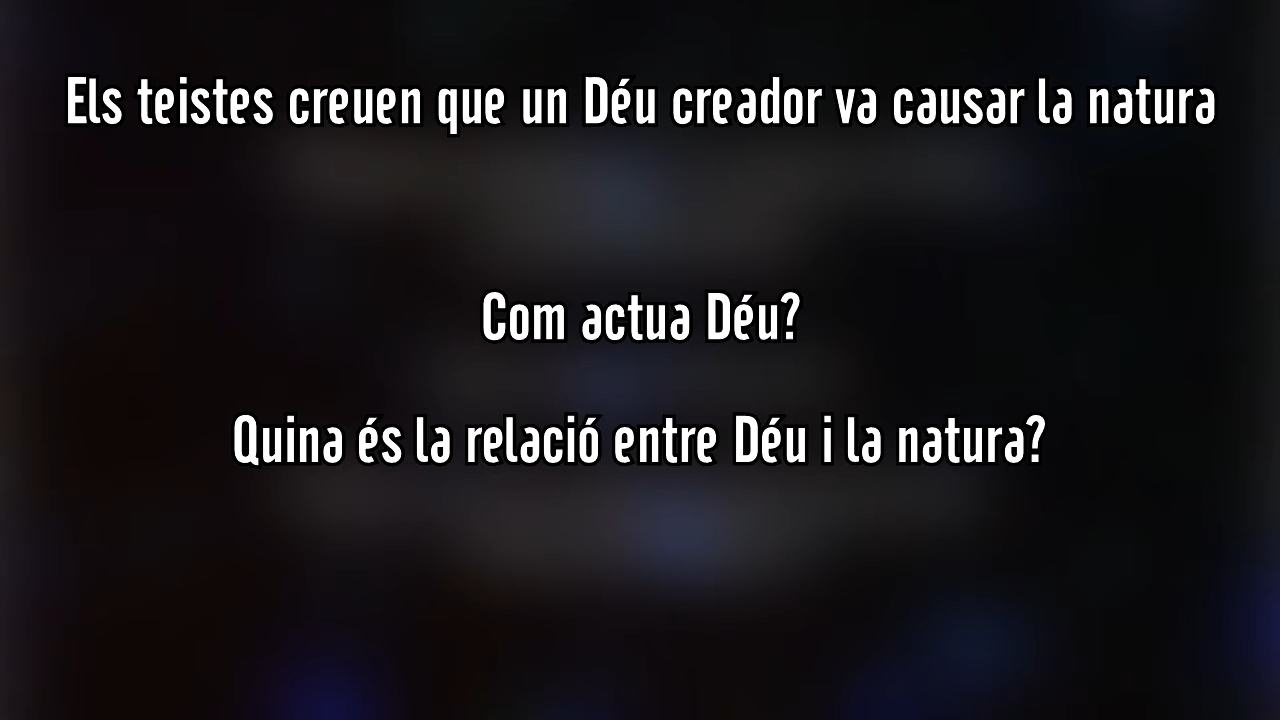 Els teistes creuen que un Déu creador va causar la natura
Com actua Déu?
Quina és la relació entre Déu i la natura?